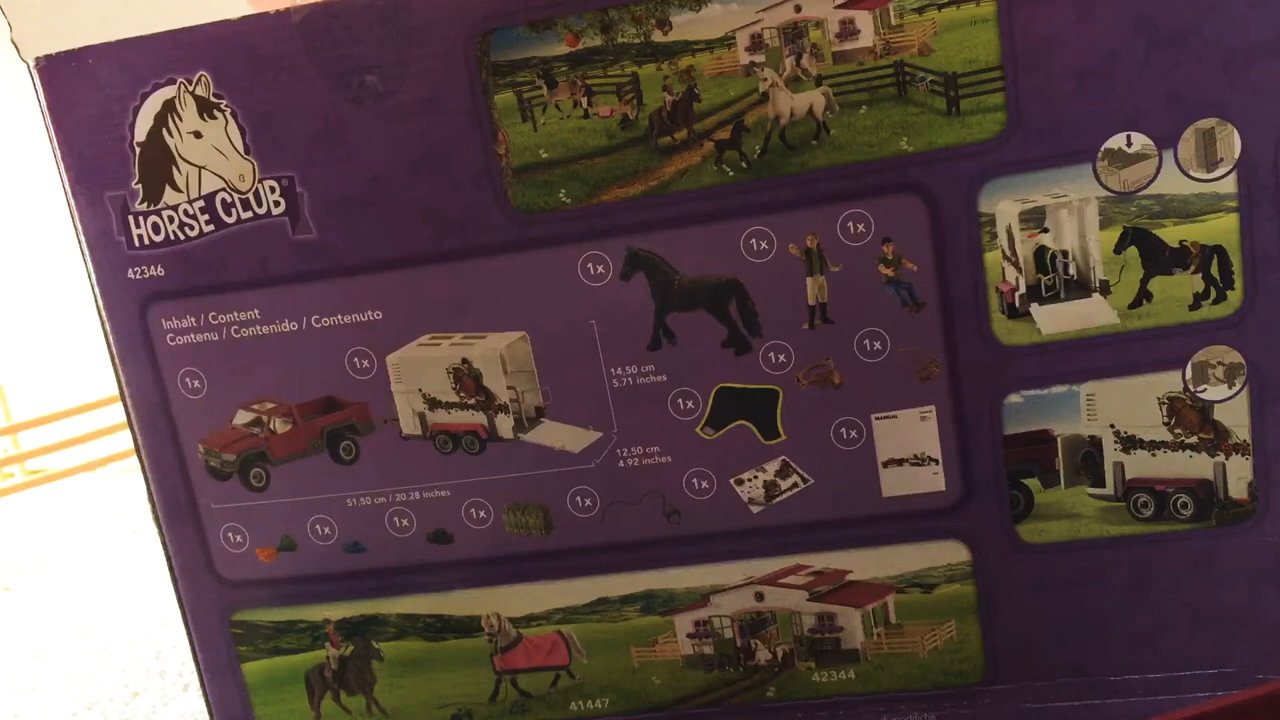 HORSE CLUB®
42346
Inhalt / Content
Contenu / Contenido / Contenuto
1x
1x
1x
1x
1x
14,50 cm
5.71 inches
12,50 cm
4.92 inches
51,50 cm / 20.28 inches
1x
1x
1x
1x
MANUAL
1x
1x
1x
1x
1x
1x
41447
42344